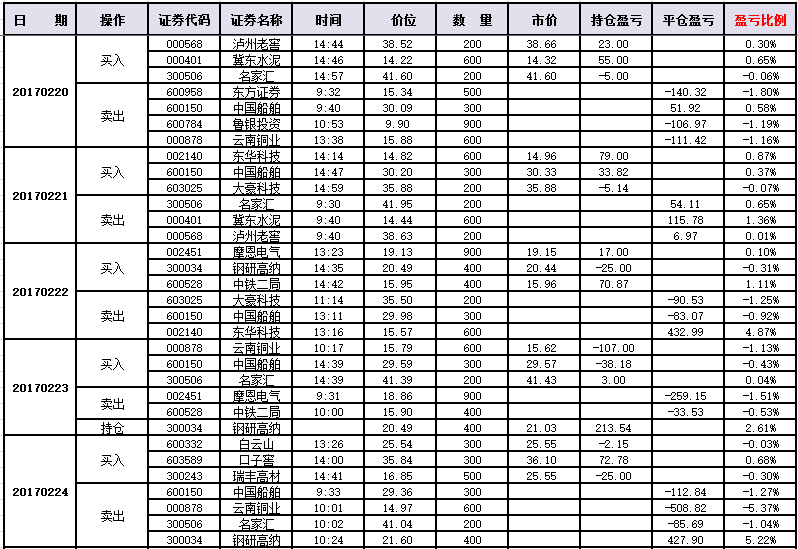 日 期 操作 证券代码 证券名称 时间 价位 数 量 市价 持仓盈亏 平仓盈亏 盈亏比例
20170220 买入 000568 泸州老窖 14:44 38.52 200 38.66 23.00 0.30%
000401 冀东水泥 14:46 14.22 600 14.32 55.00 0.65%
300506 名家汇 14:57 41.60 200 41.60 -5.00 -0.06%
卖出 600958 东方证券 9:32 15.34 500 -140.32 -1.80%
600150 中国船舶 9:40 30.09 300 51.92 0.58%
600784 鲁银投资 10:53 9.90 900 -106.97 -1.19%
000878 云南铜业 13:38 15.88 600 -111.42 -1.16%
20170221 买入 002140 东华科技 14:14 14.82 600 14.96 79.00 0.87%
600150 中国船舶 14:47 30.20 300 30.33 33.82 0.37%
603025 大豪科技 14:59 35.88 200 35.88 -5.14 -0.07%
卖出 300506 名家汇 9:30 41.95 200 54.11 0.65%
000401 冀东水泥 9:40 14.44 600 115.78 1.36%
000568 泸州老窖 9:40 38.63 200 6.97 0.01%
20170222 买入 002451 摩恩电气 13:23 19.13 900 19.15 17.00 0.10%
300034 钢研高纳 14:35 20.49 400 20.44 -25.00 -0.31%
600528 中铁二局 14:42 15.95 400 15.96 70.87 1.11%
卖出 603025 大豪科技 11:14 35.50 200 -90.53 -1.25%
600150 中国船舶 13:11 29.98 300 -83.07 -0.92%
002140 东华科技 13:16 15.57 600 432.99 4.87%
20170223 买入 000878 云南铜业 10:17 15.79 600 15.62 -107.00 -1.13%
600150 中国船舶 14:39 29.59 300 29.57 -38.18 -0.43%
300506 名家汇 14:39 41.39 200 41.43 3.00 0.04%
卖出 002451 摩恩电气 9:31 18.86 900 -259.15 -1.51%
600528 中铁二局 10:00 15.90 400 -33.53 -0.53%
持仓 300034 钢研高纳 20.49 400 21.03 213.54 2.61%
20170224 买入 600332 白云山 13:26 25.54 300 25.55 -2.15 -0.03%
603589 口子窖 14:00 35.84 300 36.10 72.78 0.68%
300243 瑞丰高材 14:41 16.85 500 25.55 -25.00 -0.30%
卖出 600150 中国船舶 9:33 29.36 300 -112.84 -1.27%
000878 云南铜业 10:01 14.97 600 -508.82 -5.37%
300506 名家汇 10:02 41.04 200 -85.69 -1.04%
300034 钢研高纳 10:24 21.60 400 427.90 5.22%